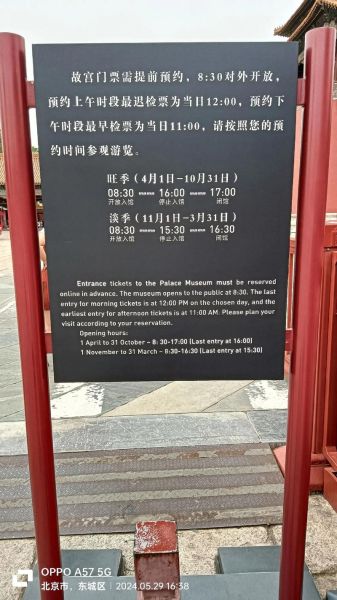 故宫门票需提前预约，8:30对外开放，
预约上午时段最迟检票为当日12:00，预约下
午时段最早检票为当日11:00，请按照您的预
约时间参观游览。
旺季（4月1日-10月31日）
08:30 16:00 17:00
开放入馆 停止入馆 闭馆
淡季（11月1日-3月31日）
08:30 15:30 16:30
开放入馆 停止入馆 闭馆
Entrance tickets to the Palace Museum must be reserved
online in advance. The museum opens to the public at 8:30. The last
entry for morning tickets is at 12:00 PM on the chosen day, and the
earliest entry for afternoon tickets is at 11:00 AM. Please plan your
visit according to your reservation.
Opening hours:
1 April to 31 October – 8:30-17:00 (Last entry at 16:00)
1 November to 31 March – 8:30-16:30 (Last entry at 15:30)
OPPO A57 5G
北京市，东城区 | 2024.05.29 16:38